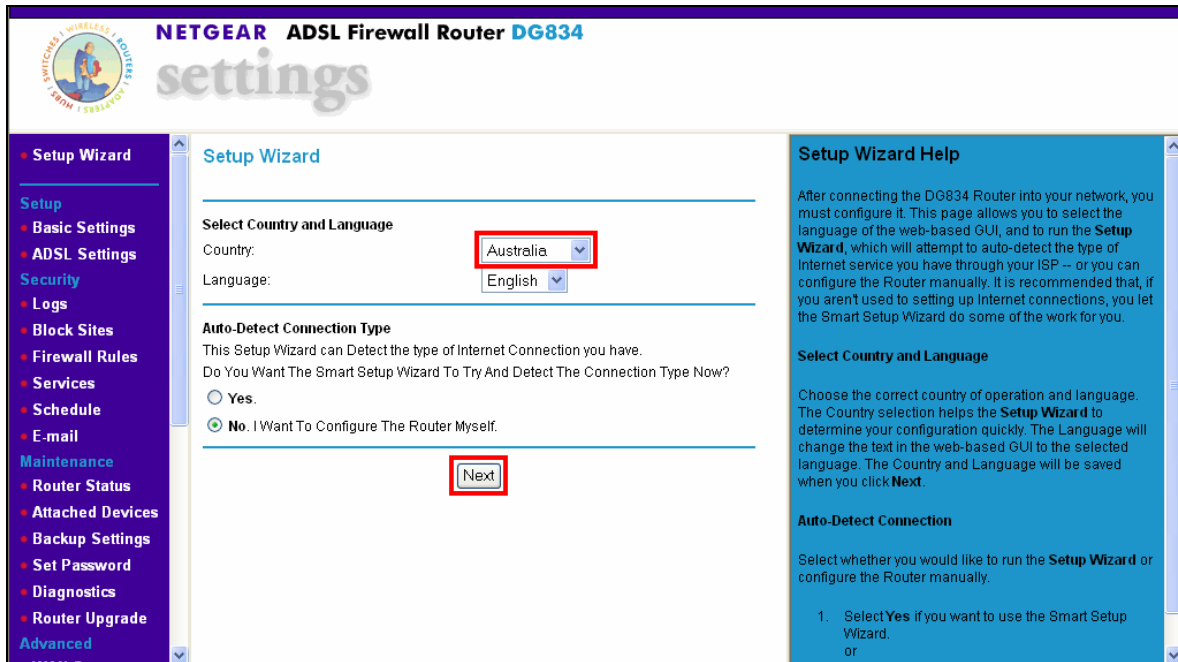 SWITCHES | WIRELESS | ROUTERS | ADAPTERS | HUBS |
NETGEAR ADSL Firewall Router DG834
settings
Setup Wizard
Setup
Basic Settings
ADSL Settings
Security
Logs
Block Sites
Firewall Rules
Services
Schedule
E-mail
Maintenance
Router Status
Attached Devices
Backup Settings
Set Password
Diagnostics
Router Upgrade
Advanced
Setup Wizard
Select Country and Language
Country:
Australia
Language:
English
Auto-Detect Connection Type
This Setup Wizard can Detect the type of Internet Connection you have.
Do You Want The Smart Setup Wizard To Try And Detect The Connection Type Now?
Yes.
No. I Want To Configure The Router Myself.
Next
Setup Wizard Help
After connecting the DG834 Router into your network, you
must configure it. This page allows you to select the
language of the web-based GUI, and to run the Setup
Wizard, which will attempt to auto-detect the type of
Internet service you have through your ISP -- or you can
configure the Router manually. It is recommended that, if
you aren't used to setting up Internet connections, you let
the Smart Setup Wizard do some of the work for you.
Select Country and Language
Choose the correct country of operation and language.
The Country selection helps the Setup Wizard to
determine your configuration quickly. The Language will
change the text in the web-based GUI to the selected
language. The Country and Language will be saved
when you click Next.
Auto-Detect Connection
Select whether you would like to run the Setup Wizard or
configure the Router manually.
1. Select Yes if you want to use the Smart Setup
Wizard.
or